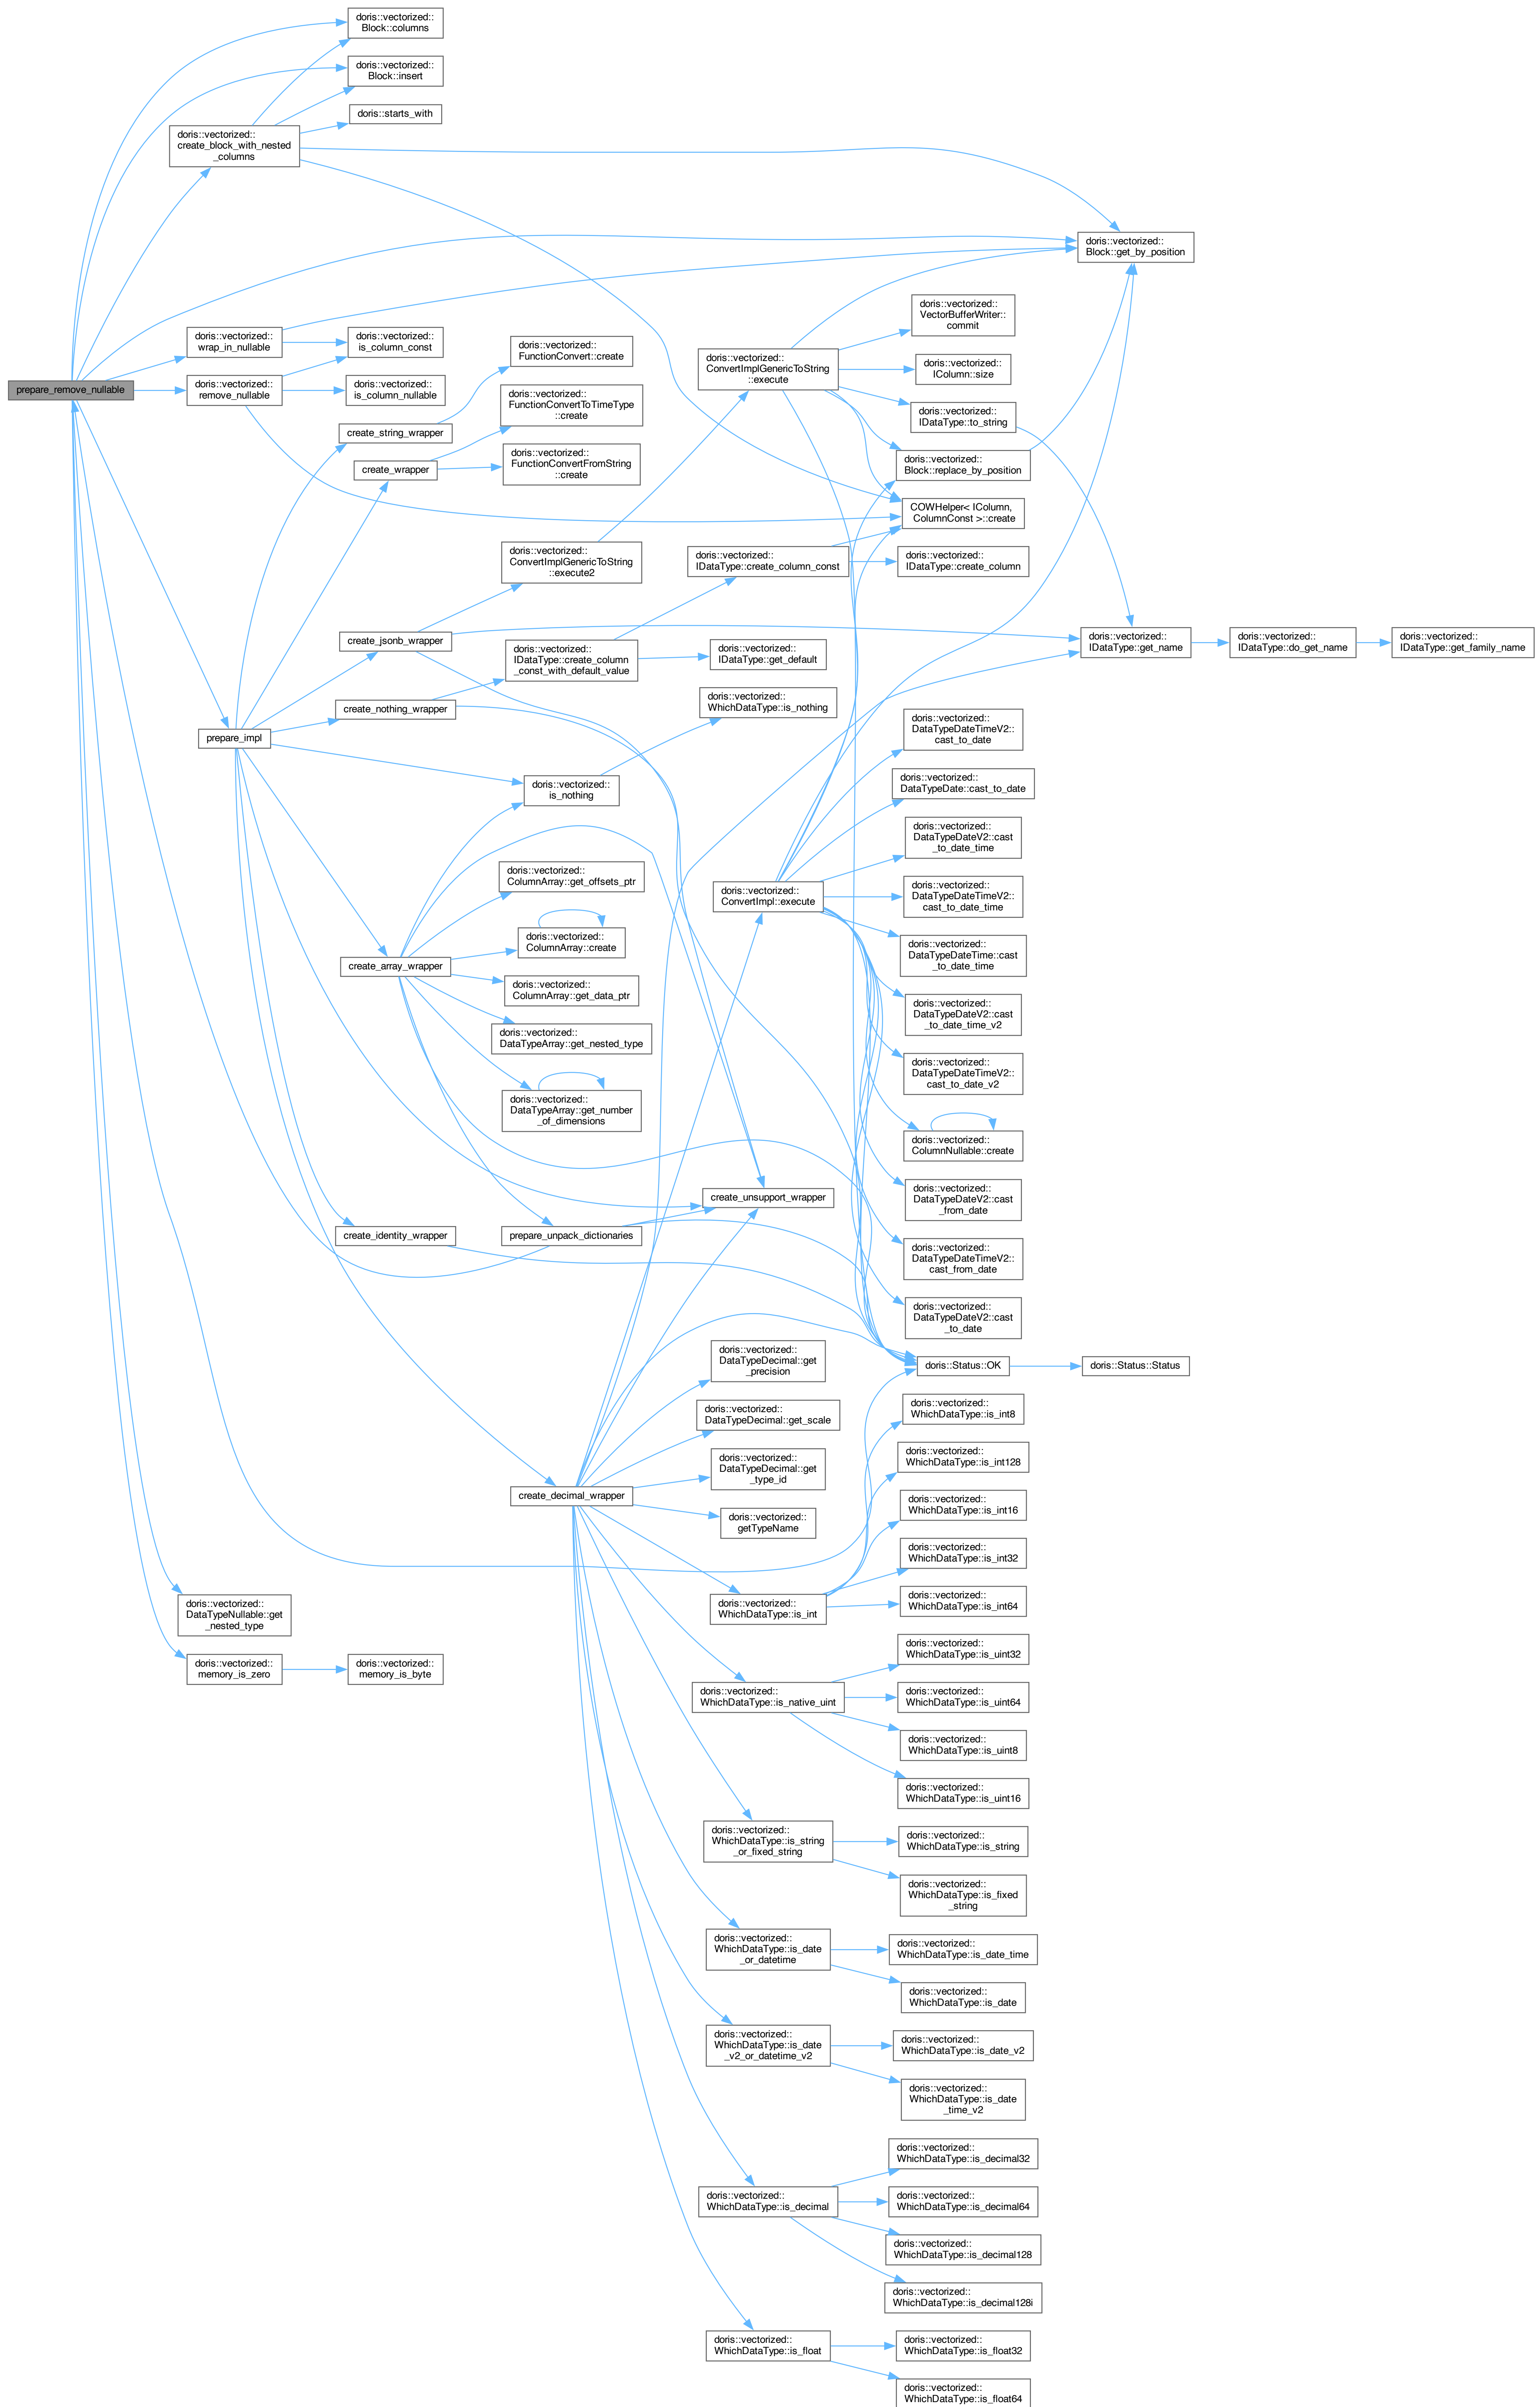 doris::vectorized::
Block::columns
doris::vectorized::
Block::insert
doris::starts_with
doris::vectorized::
create_block_with_nested
_columns
doris::vectorized::
Block::get_by_position
doris::vectorized::
wrap_in_nullable
doris::vectorized::
is_column_const
prepare_remove_nullable
doris::vectorized::
remove_nullable
doris::vectorized::
is_column_nullable
doris::vectorized::
FunctionConvert::create
create_string_wrapper
doris::vectorized::
FunctionConvertToTimeType
::create
create_wrapper
doris::vectorized::
FunctionConvertFromString
::create
doris::vectorized::
ConvertImplGenericToString
::execute
doris::vectorized::
VectorBufferWriter::
commit
doris::vectorized::
IColumn::size
doris::vectorized::
IDataType::to_string
doris::vectorized::
Block::replace_by_position
COWHelper< IColumn,
ColumnConst >::create
doris::vectorized::
ConvertImplGenericToString
::execute2
doris::vectorized::
IDataType::create_column_const
doris::vectorized::
IDataType::create_column
create_jsonb_wrapper
doris::vectorized::
IDataType::create_column
_const_with_default_value
doris::vectorized::
IDataType::get_default
doris::vectorized::
IDataType::get_name
doris::vectorized::
IDataType::do_get_name
doris::vectorized::
IDataType::get_family_name
create_nothing_wrapper
doris::vectorized::
WhichDataType::is_nothing
prepare_impl
doris::vectorized::
is_nothing
doris::vectorized::
DataTypeDateTimeV2::
cast_to_date
doris::vectorized::
DataTypeDate::cast_to_date
doris::vectorized::
DataTypeDateV2::cast
_to_date_time
doris::vectorized::
ConvertImpl::execute
doris::vectorized::
DataTypeDateTimeV2::
cast_to_date_time
doris::vectorized::
DataTypeDateTime::cast
_to_date_time
doris::vectorized::
DataTypeDateV2::cast
_to_date_time_v2
doris::vectorized::
DataTypeDateTimeV2::
cast_to_date_v2
doris::vectorized::
ColumnNullable::create
doris::vectorized::
DataTypeDateV2::cast
_from_date
doris::vectorized::
DataTypeDateTimeV2::
cast_from_date
doris::vectorized::
DataTypeDateV2::cast
_to_date
doris::vectorized::
ColumnArray::get_offsets_ptr
doris::vectorized::
ColumnArray::create
create_array_wrapper
doris::vectorized::
ColumnArray::get_data_ptr
doris::vectorized::
DataTypeArray::get_nested_type
doris::vectorized::
DataTypeArray::get_number
_of_dimensions
create_unsupport_wrapper
create_identity_wrapper
prepare_unpack_dictionaries
doris::Status::OK
doris::Status::Status
doris::vectorized::
DataTypeDecimal::get
_precision
doris::vectorized::
DataTypeDecimal::get_scale
doris::vectorized::
DataTypeDecimal::get
_type_id
create_decimal_wrapper
doris::vectorized::
getTypeName
doris::vectorized::
WhichDataType::is_int8
doris::vectorized::
WhichDataType::is_int128
doris::vectorized::
WhichDataType::is_int16
doris::vectorized::
WhichDataType::is_int32
doris::vectorized::
WhichDataType::is_int
doris::vectorized::
WhichDataType::is_int64
doris::vectorized::
DataTypeNullable::get
_nested_type
doris::vectorized::
memory_is_zero
doris::vectorized::
memory_is_byte
doris::vectorized::
WhichDataType::is_uint32
doris::vectorized::
WhichDataType::is_native_uint
doris::vectorized::
WhichDataType::is_uint64
doris::vectorized::
WhichDataType::is_uint8
doris::vectorized::
WhichDataType::is_uint16
doris::vectorized::
WhichDataType::is_string
_or_fixed_string
doris::vectorized::
WhichDataType::is_string
doris::vectorized::
WhichDataType::is_fixed
_string
doris::vectorized::
WhichDataType::is_date
_or_datetime
doris::vectorized::
WhichDataType::is_date_time
doris::vectorized::
WhichDataType::is_date
doris::vectorized::
WhichDataType::is_date
_v2_or_datetime_v2
doris::vectorized::
WhichDataType::is_date_v2
doris::vectorized::
WhichDataType::is_date
_time_v2
doris::vectorized::
WhichDataType::is_decimal32
doris::vectorized::
WhichDataType::is_decimal
doris::vectorized::
WhichDataType::is_decimal64
doris::vectorized::
WhichDataType::is_decimal128
doris::vectorized::
WhichDataType::is_decimal128i
doris::vectorized::
WhichDataType::is_float
doris::vectorized::
WhichDataType::is_float32
doris::vectorized::
WhichDataType::is_float64